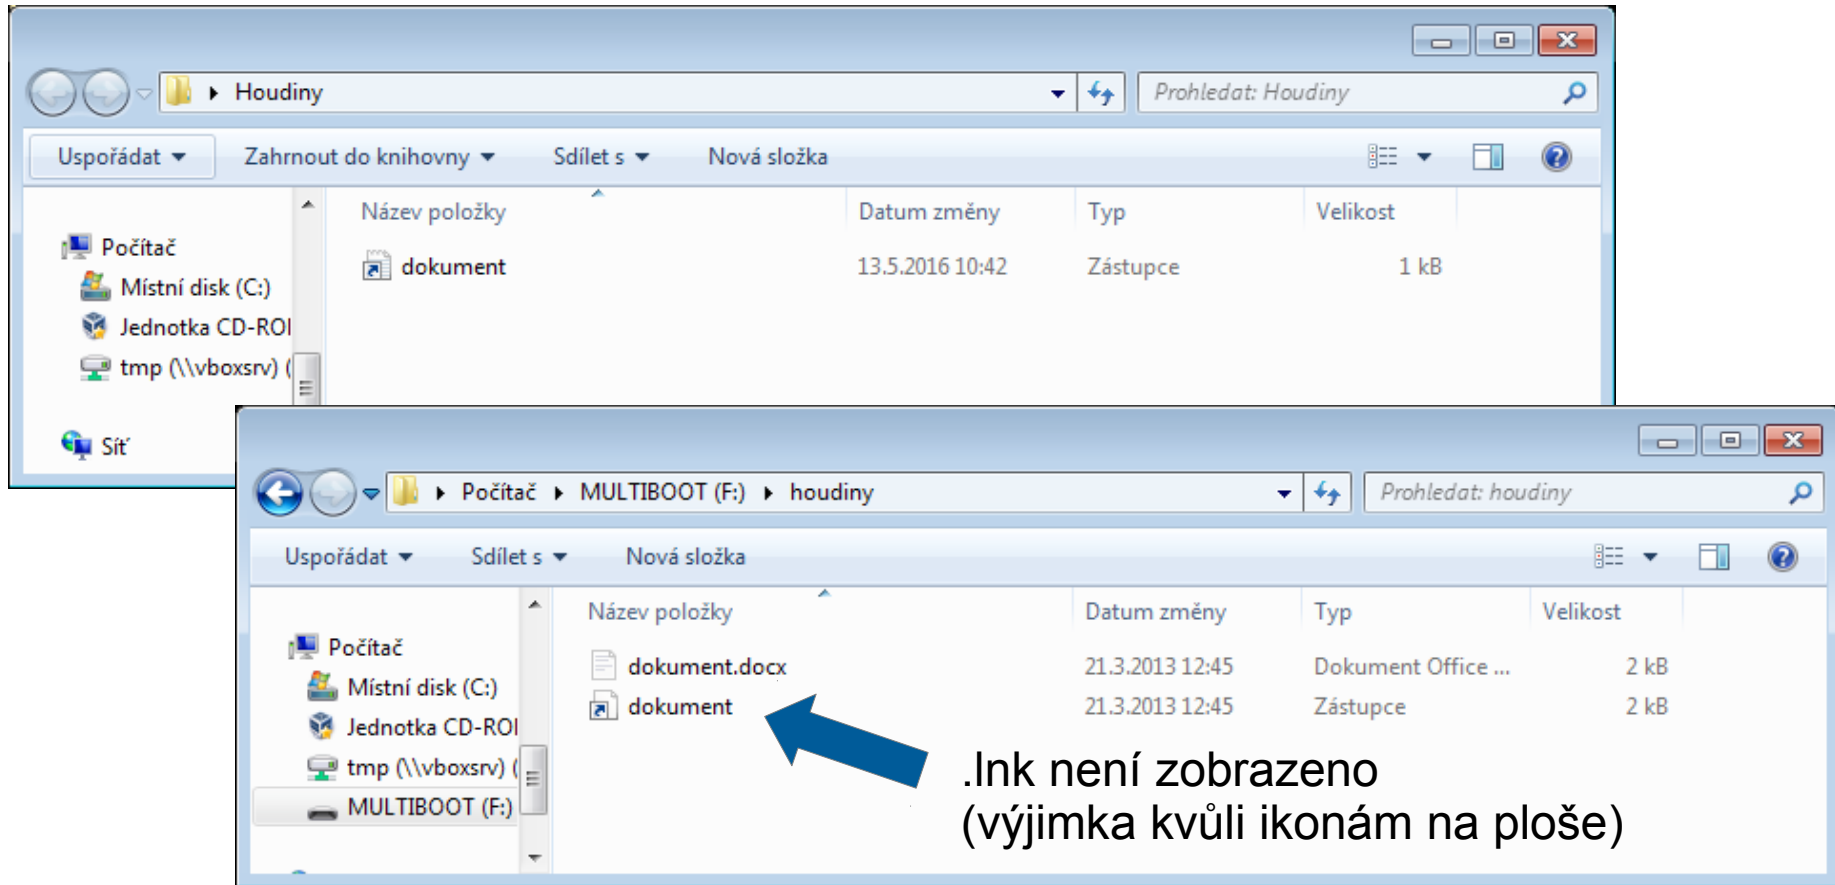 Houdiny
Prohledat: Houdiny
Uspořádat Zahrnout do knihovny Sdílet s Nová složka
Název položky Datum změny Typ Velikost
Počítač
dokument 13.5.2016 10:42 Zástupce 1 kB
Místní disk (C:)
Jednotka CD-RO
tmp (\\vboxsrv) (
Síť
Počítač MULTIBOOT (F:) houdiny
Prohledat: houdiny
Uspořádat Sdílet s Nová složka
Název položky Datum změny Typ Velikost
Počítač
dokument.docx 21.3.2013 12:45 Dokument Office ... 2 kB
Místní disk (C:)
dokument 21.3.2013 12:45 Zástupce 2 kB
Jednotka CD-RO
tmp (\\vboxsrv) (
MULTIBOOT (F:)
.lnk není zobrazeno
(výjimka kvůli ikonám na ploše)